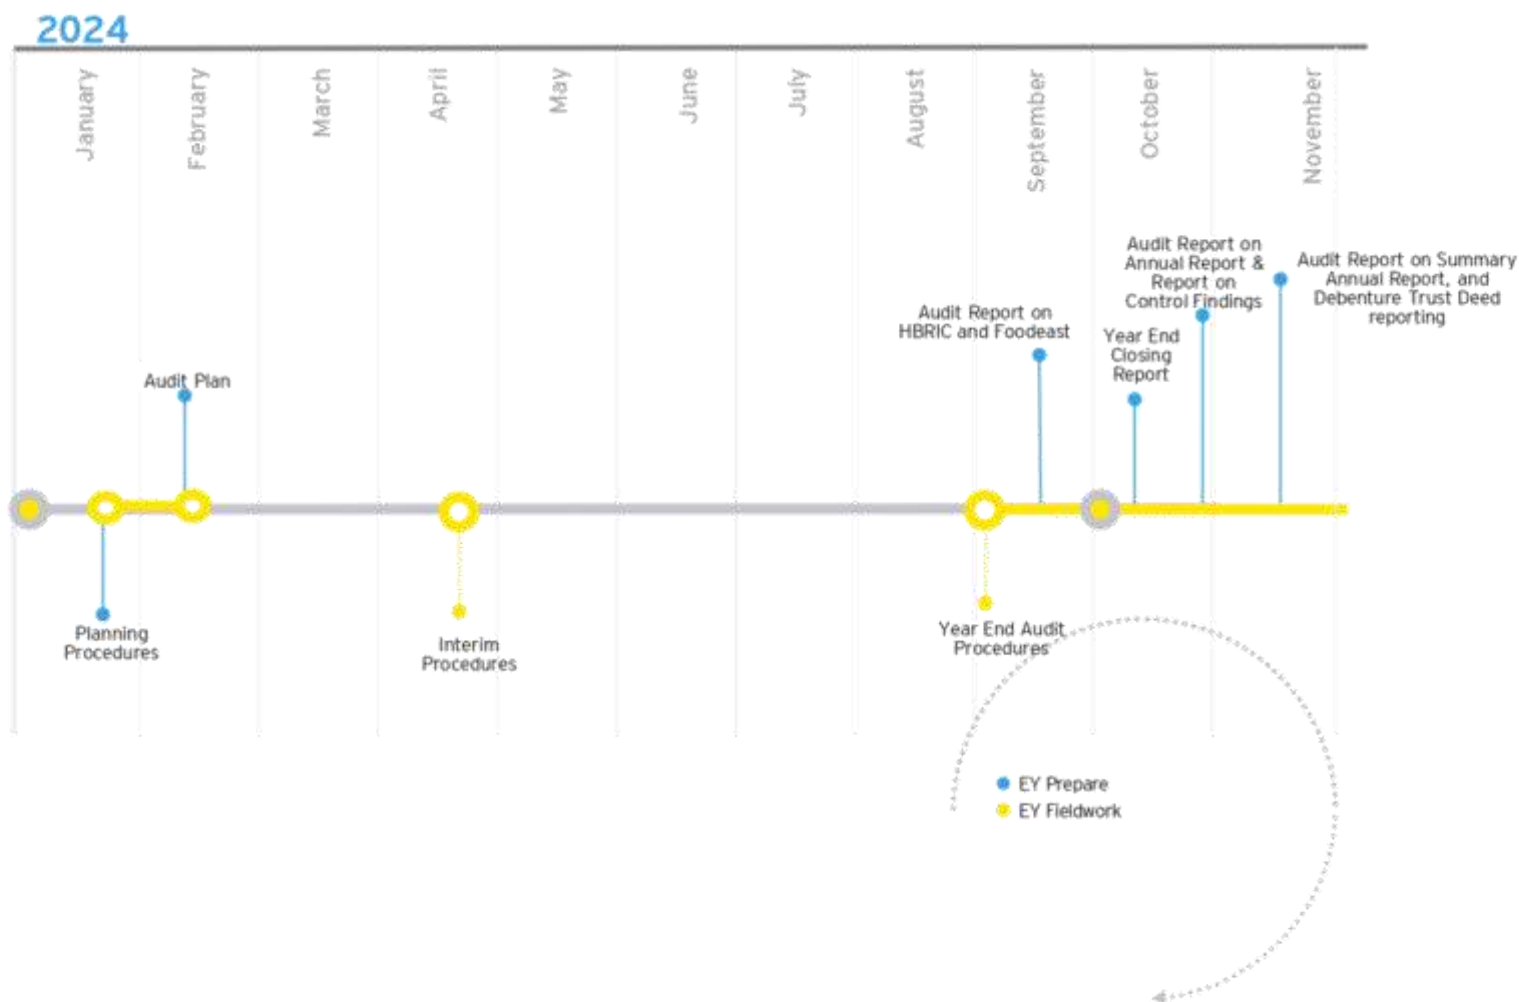 2024
January
February
March
April
May
June
July
August
September
October
November
Audit Report on
Annual Report &
Report on
Control Findings
Audit Report on Summary
Annual Report, and
Debenture Trust Deed
reporting
Audit Report on
HBRIC and Foodeast
Year End
Closing
Report
Audit Plan
Planning
Procedures
Interim
Procedures
Year End Audit
Procedures
EY Prepare
EY Fieldwork